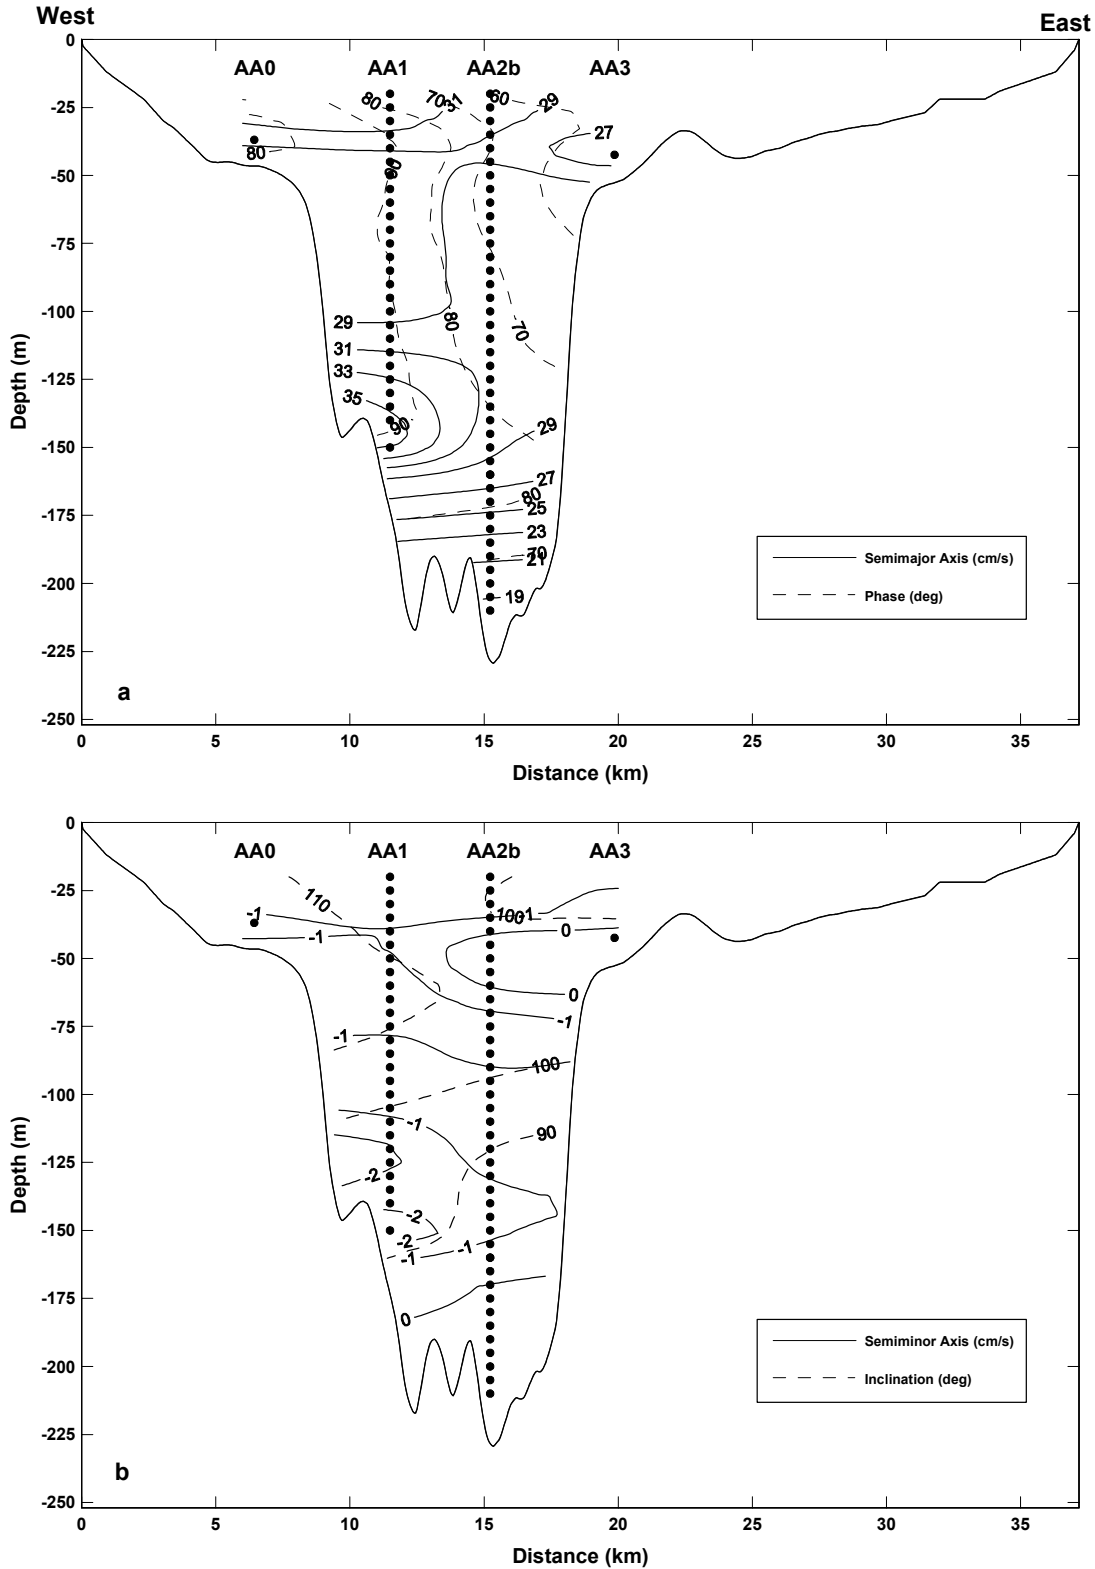 West East
0
AA0 AA1 AA2b AA3
80 70 31 60 29
-25
27
80
90
-50
-75
-100
29 80 70
31
-125
33
35
90 29
-150
27
80
-175 25
23
70
21
-200
19
-225
-250
Depth (m)
Semimajor Axis (cm/s)
Phase (deg)
a
0 5 10 15 20 25 30 35
Distance (km)
0
AA0 AA1 AA2b AA3
-25
110
-1 100 -1
-1 0
-50
0
-1
-75
-1
100
-100
-1
90
-125
-2
-2
-150
-2 -1
-1
-175
0
-200
-225
-250
Depth (m)
Semiminor Axis (cm/s)
Inclination (deg)
b
0 5 10 15 20 25 30 35
Distance (km)